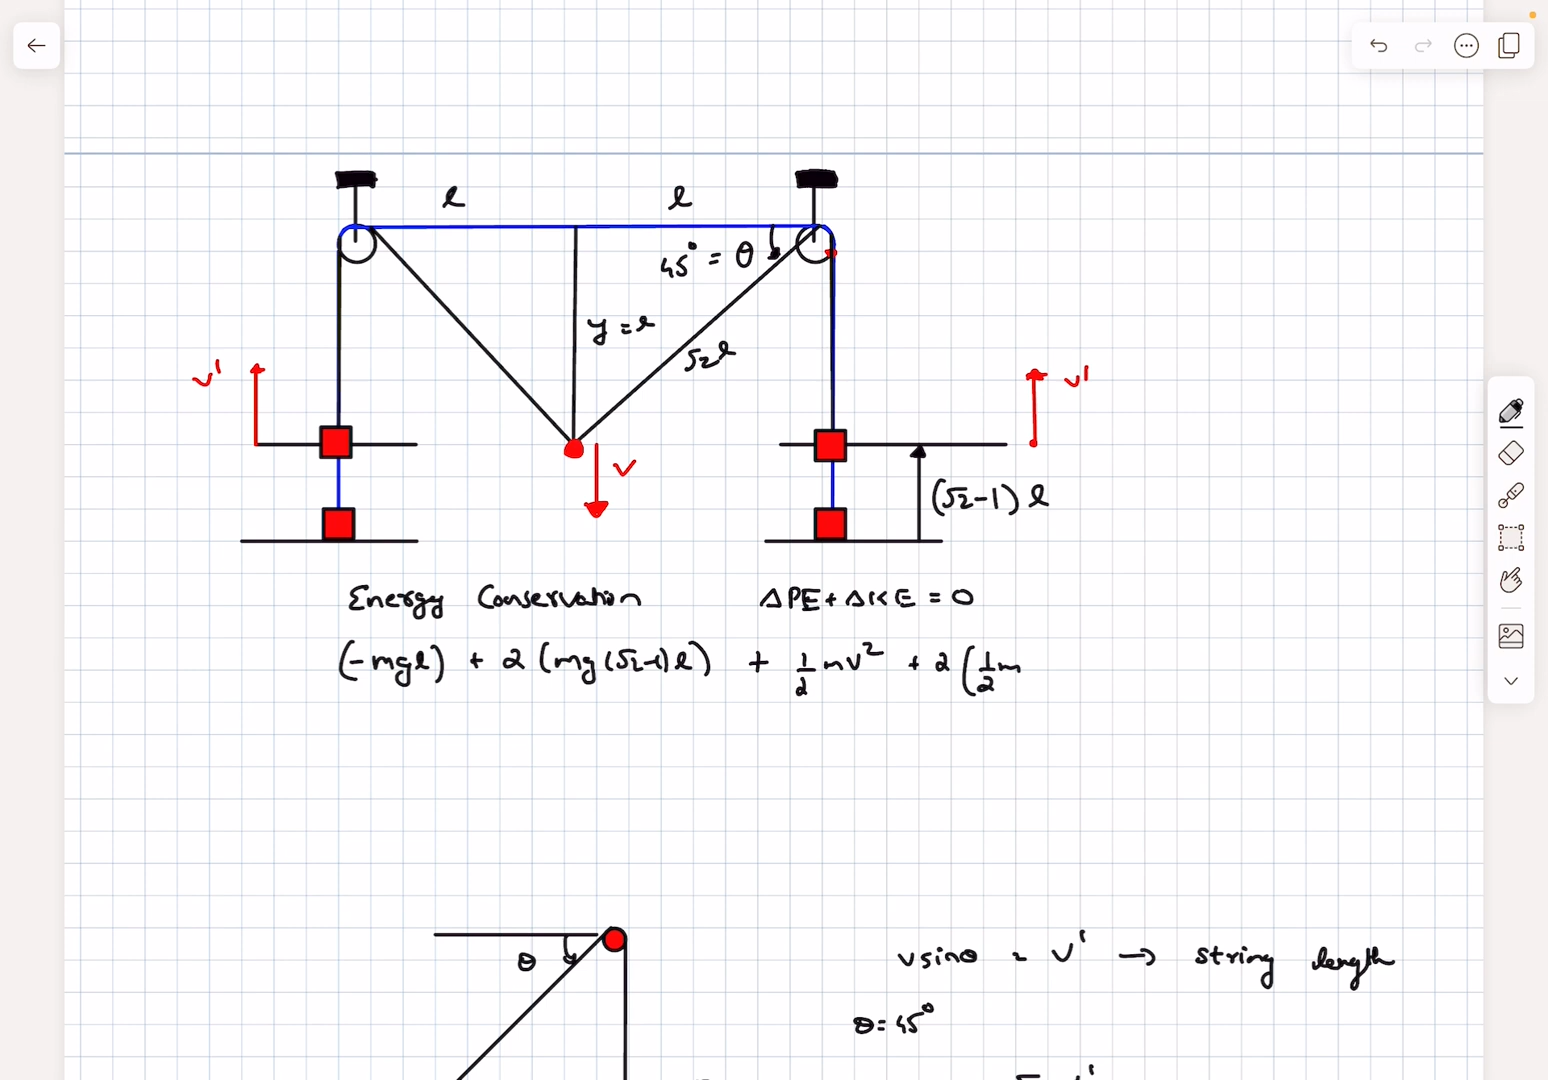 l l
45° = θ
y = l
√2 l
v' v'
v
(√2-1) l
Energy Conservation ΔPE + ΔKE = 0
(-mgl) + 2 (mg(√2-1)l) + 1/2 mv² + 2 (1/2 m
θ
vsinθ = v' → string length
θ = 45°